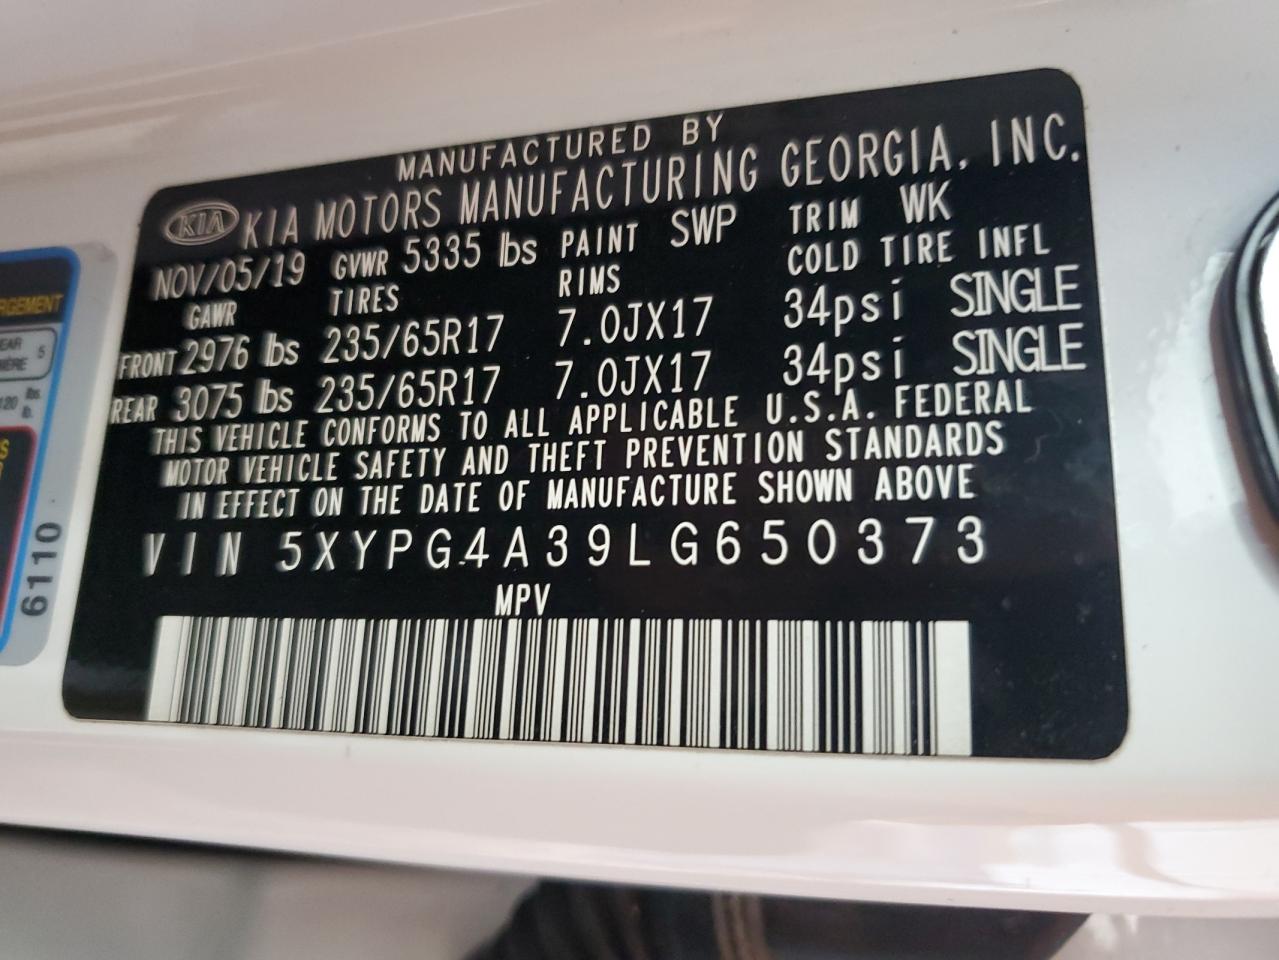 MANUFACTURED BY
KIA KIA MOTORS MANUFACTURING GEORGIA, INC.
NOV/05/19 GVWR 5335 lbs PAINT SWP TRIM WK
GAWR TIRES RIMS COLD TIRE INFL
FRONT 2976 lbs 235/65R17 7.0JX17 34psi SINGLE
REAR 3075 lbs 235/65R17 7.0JX17 34psi SINGLE
THIS VEHICLE CONFORMS TO ALL APPLICABLE U.S.A. FEDERAL
MOTOR VEHICLE SAFETY AND THEFT PREVENTION STANDARDS
IN EFFECT ON THE DATE OF MANUFACTURE SHOWN ABOVE
VIN 5XYPG4A39LG650373
MPV
5
lbs.
lb.
6110